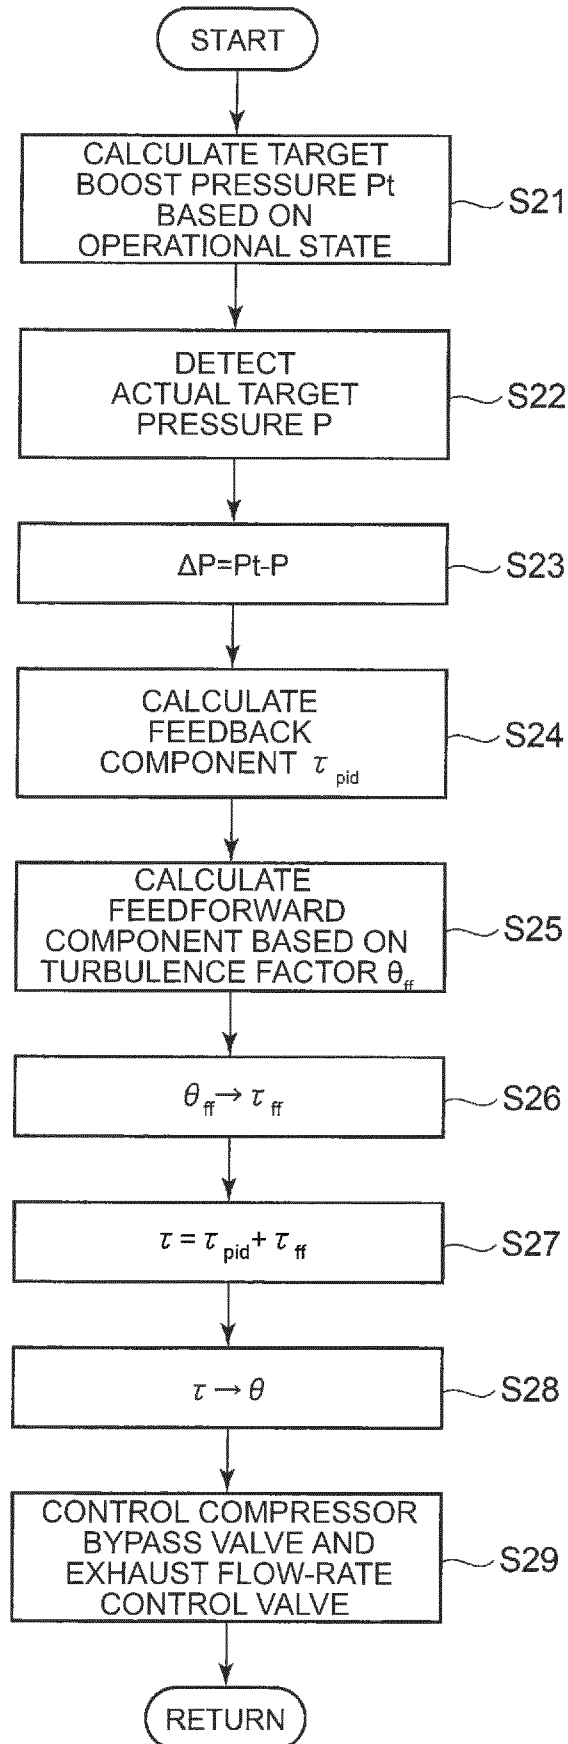 START
CALCULATE TARGET
BOOST PRESSURE Pt
BASED ON
OPERATIONAL STATE
S21
DETECT
ACTUAL TARGET
PRESSURE P
S22
ΔP=Pt-P
S23
CALCULATE
FEEDBACK
COMPONENT τ pid
S24
CALCULATE
FEEDFORWARD
COMPONENT BASED ON
TURBULENCE FACTOR θff
S25
θff→τff
S26
τ=τpid+τff
S27
τ→θ
S28
CONTROL COMPRESSOR
BYPASS VALVE AND
EXHAUST FLOW-RATE
CONTROL VALVE
S29
RETURN